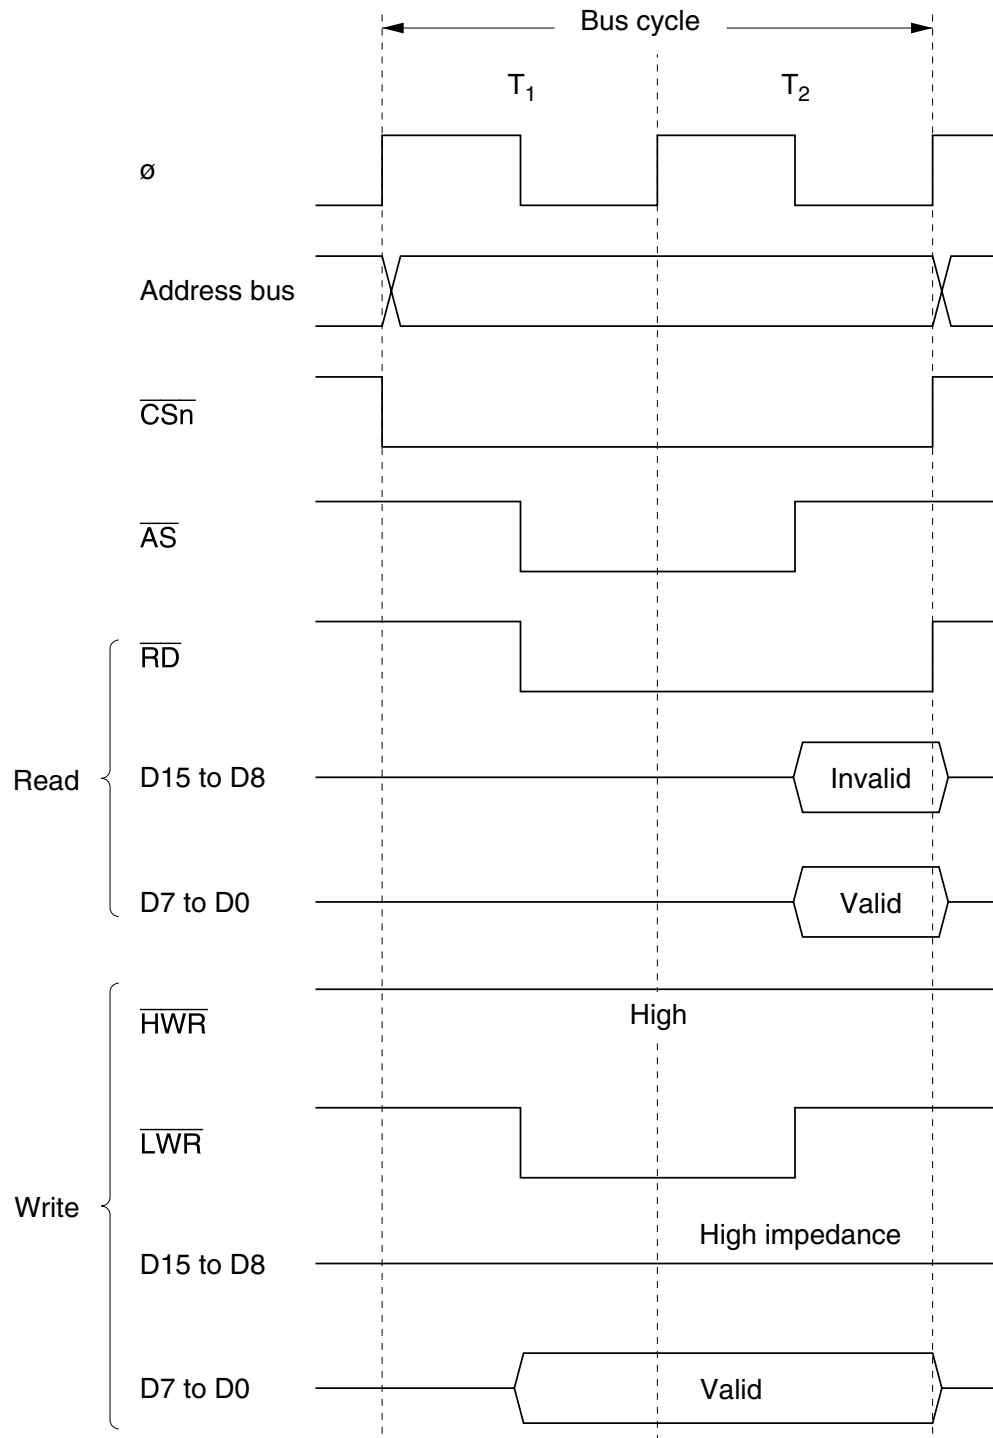 Bus cycle
T1 T2
ø
Address bus
CSn
AS
RD
Read
D15 to D8
Invalid
D7 to D0
Valid
HWR
High
LWR
Write
High impedance
D15 to D8
D7 to D0
Valid